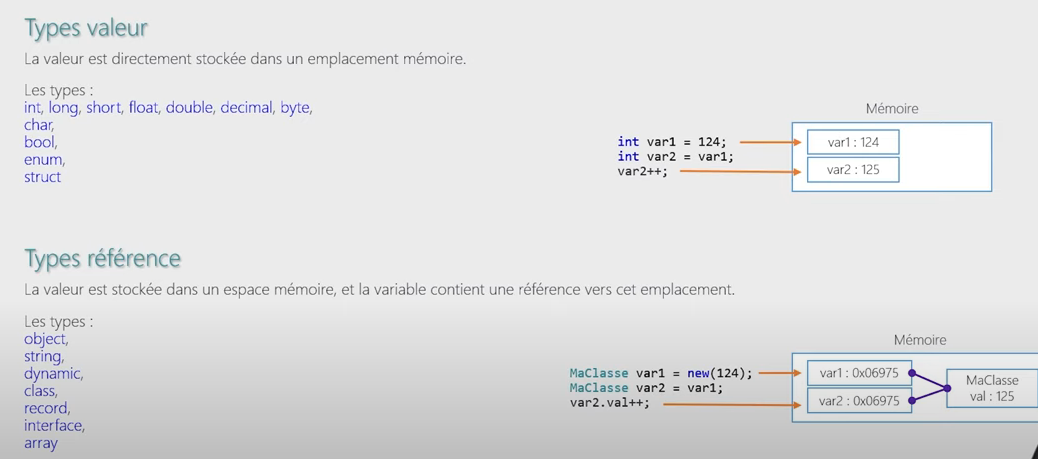 Types valeur
La valeur est directement stockée dans un emplacement mémoire.
Les types :
int, long, short, float, double, decimal, byte,
char,
bool,
enum,
struct
Mémoire
int var1 = 124;
int var2 = var1;
var2++;
var1 : 124
var2 : 125
Types référence
La valeur est stockée dans un espace mémoire, et la variable contient une référence vers cet emplacement.
Les types :
object,
string,
dynamic,
class,
record,
interface,
array
Mémoire
MaClasse var1 = new(124);
MaClasse var2 = var1;
var2.val++;
var1 : 0x06975
var2 : 0x06975
MaClasse
val : 125